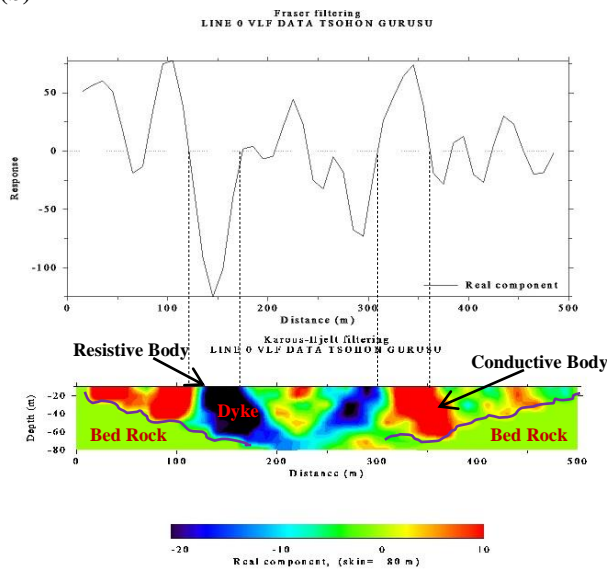 (b)
Fraser filtering
LINE 0 VLF DATA TSOHON GURUSU
50
0
-50
-100
Response
0 100 200 300 400 500
Distance (m)
Real component
Karous-Hjelt filtering
LINE 0 VLF DATA TSOHON GURUSU
Resistive Body
Conductive Body
-20
-40
-60
-80
Depth (m)
Dyke
Bed Rock
Bed Rock
0 100 200 300 400 500
Distance (m)
-20 -10 0 10
Real component, (skin= 80 m)